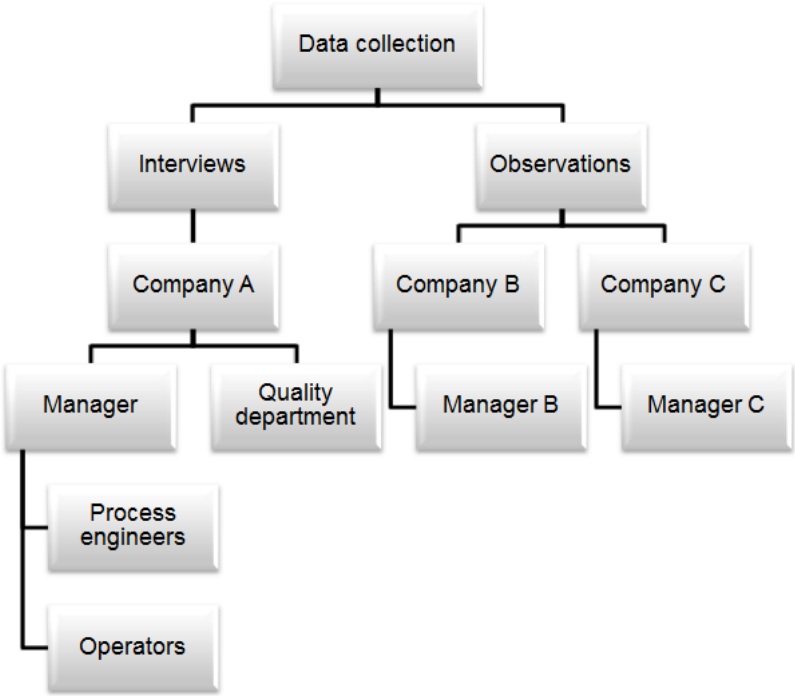 Data collection
Interviews
Observations
Company A
Company B
Company C
Manager
Quality
department
Manager B
Manager C
Process
engineers
Operators